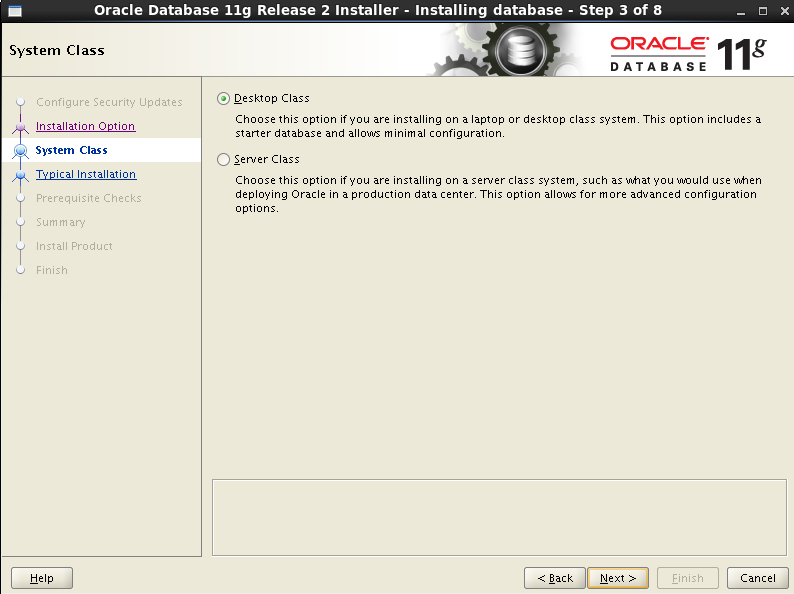 Oracle Database 11g Release 2 Installer - Installing database - Step 3 of 8
System Class
ORACLE
DATABASE 11g
Configure Security Updates
Installation Option
System Class
Typical Installation
Prerequisite Checks
Summary
Install Product
Finish
Desktop Class
Choose this option if you are installing on a laptop or desktop class system. This option includes a
starter database and allows minimal configuration.
Server Class
Choose this option if you are installing on a server class system, such as what you would use when
deploying Oracle in a production data center. This option allows for more advanced configuration
options.
Help
< Back
Next >
Finish
Cancel